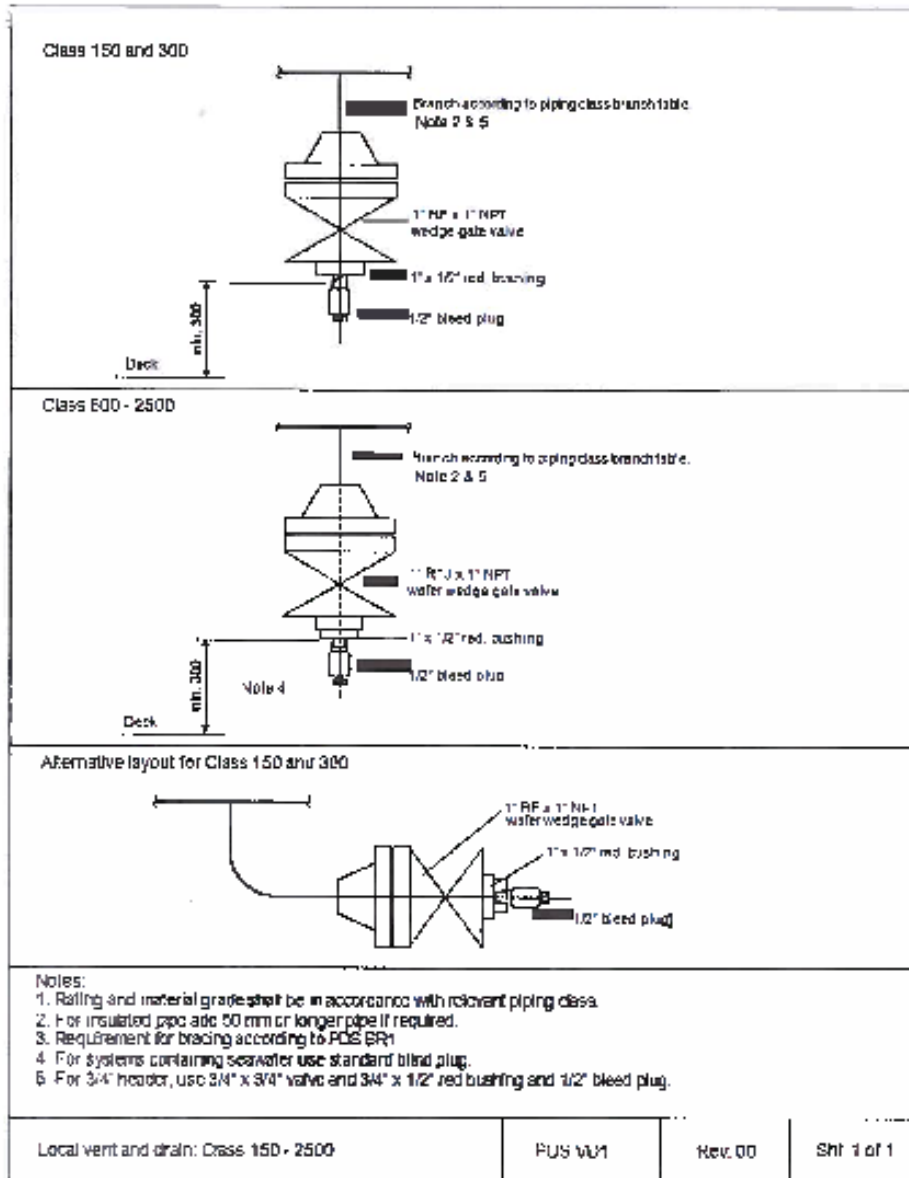 Class 150 and 300
Branch according to piping class branch table.
Note 2 & 5
1" RF x 1" NPT
wedge gate valve
1" x 1/2" red. bushing
1/2" bleed plug
min. 300
Deck
Class 600 - 2500
Branch according to piping class branch table.
Note 2 & 5
1" RTJ x 1" NPT
wafer wedge gate valve
1" x 1/2" red. bushing
1/2" bleed plug
min. 300
Note 4
Deck
Alternative layout for Class 150 and 300
1" RF x 1" NPT
wafer wedge gate valve
1" x 1/2" red. bushing
1/2" bleed plug
Notes:
1. Rating and material grade shall be in accordance with relevant piping class.
2. For insulated pipe add 50 mm or longer pipe if required.
3. Requirement for bracing according to PDS BR1
4. For systems containing seawater use standard blind plug.
5 For 3/4" header, use 3/4" x 3/4" valve and 3/4" x 1/2" red bushing and 1/2" bleed plug.
Local vent and drain: Class 150 - 2500
PDS VD1
Rev. 00
Sht 1 of 1